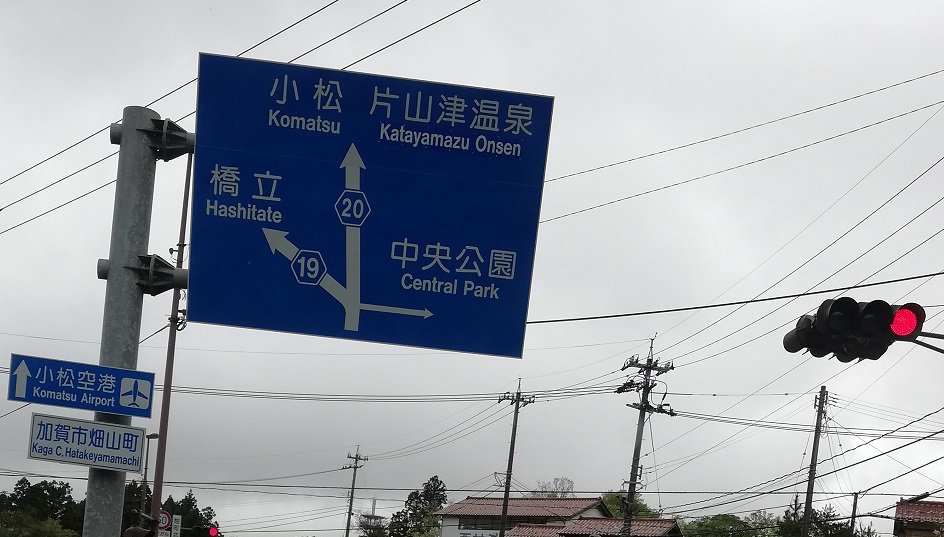 小松 片山津温泉
Komatsu Katayamazu Onsen
橋立
Hashitate
20
19
中央公園
Central Park
小松空港
Komatsu Airport
加賀市畑山町
Kaga C, Hatakeyamamachi